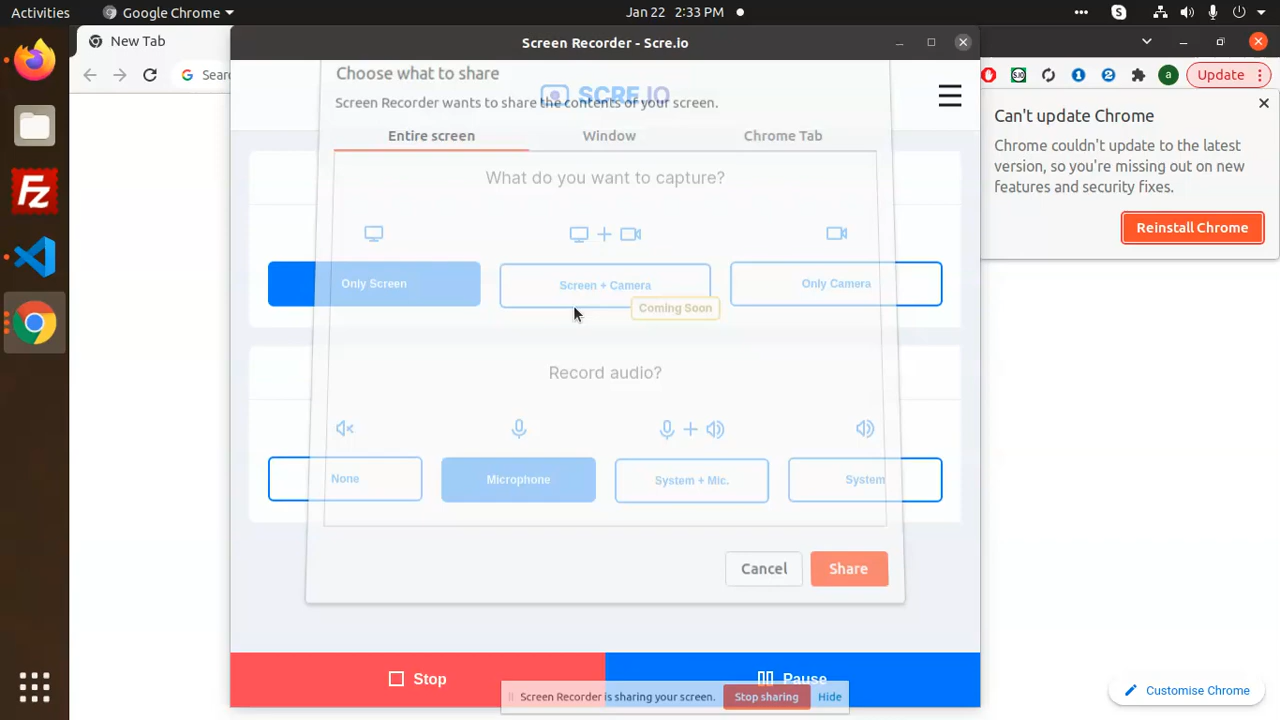 Activities
Google Chrome
Jan 22 2:33 PM
New Tab
Screen Recorder - Scre.io
Sear
Update
Choose what to share
SCRE.IO
Screen Recorder wants to share the contents of your screen.
Entire screen
Window
Chrome Tab
Can't update Chrome
Chrome couldn't update to the latest
version, so you're missing out on new
features and security fixes.
Reinstall Chrome
What do you want to capture?
Only Screen
Screen + Camera
Only Camera
Coming Soon
Record audio?
None
Microphone
System + Mic.
System
Cancel
Share
Stop
Pause
Screen Recorder is sharing your screen.
Stop sharing
Hide
Customise Chrome